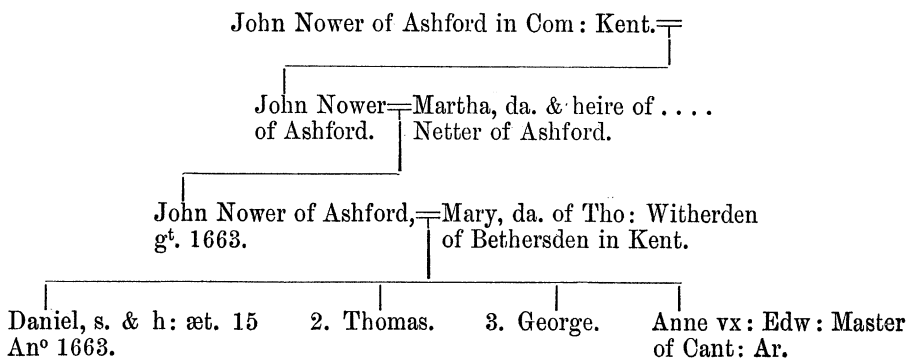 John Nower of Ashford in Com: Kent.
John Nower Martha, da. & heire of ....
of Ashford. Netter of Ashford.
John Nower of Ashford, Mary, da. of Tho: Witherden
gt. 1663. of Bethersden in Kent.
Daniel, s. & h: æt. 15 2. Thomas. 3. George. Anne vx: Edw: Master
Ano 1663. of Cant: Ar.